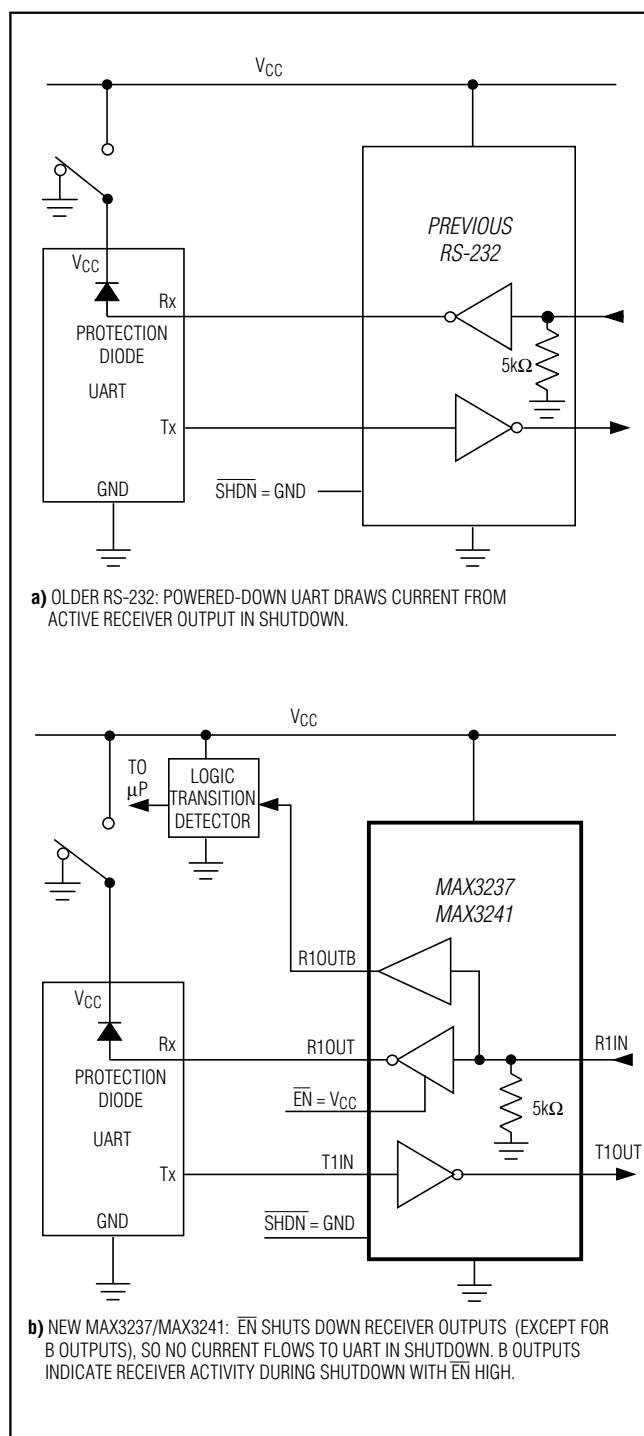 VCC
PREVIOUS
RS-232
VCC
Rx
PROTECTION
DIODE
5kΩ
UART
Tx
GND
SHDN = GND
a) OLDER RS-232: POWERED-DOWN UART DRAWS CURRENT FROM
ACTIVE RECEIVER OUTPUT IN SHUTDOWN.
VCC
TO
μP
LOGIC
TRANSITION
DETECTOR
MAX3237
MAX3241
R1OUTB
VCC
Rx
R1OUT
R1IN
PROTECTION
DIODE
EN = VCC
5kΩ
UART
Tx
T1IN
T1OUT
GND
SHDN = GND
b) NEW MAX3237/MAX3241: EN SHUTS DOWN RECEIVER OUTPUTS (EXCEPT FOR
B OUTPUTS), SO NO CURRENT FLOWS TO UART IN SHUTDOWN. B OUTPUTS
INDICATE RECEIVER ACTIVITY DURING SHUTDOWN WITH EN HIGH.